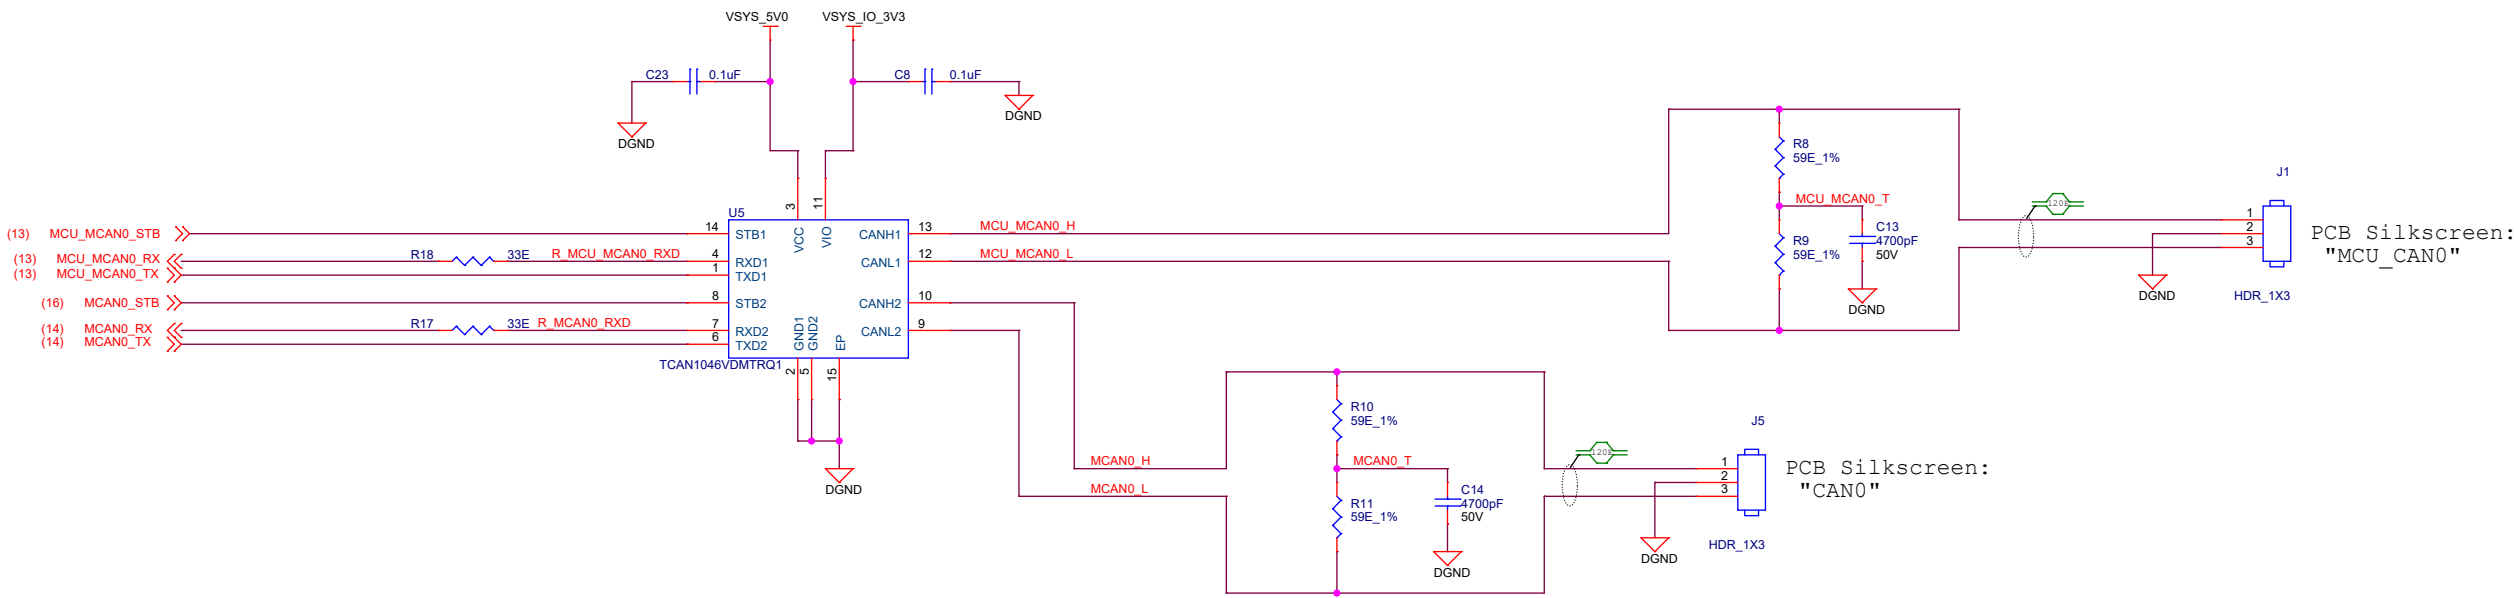 VSYS_5V0
VSYS_IO_3V3
C23
0.1uF
C8
0.1uF
DGND
DGND
R8
59E_1%
J1
MCU_MCAN0_T
120E
3
11
U5
(13) MCU_MCAN0_STB
14
STB1
VCC
VIO
CANH1
13
MCU_MCAN0_H
1
2
3
C13
4700pF
50V
R9
59E_1%
PCB Silkscreen:
"MCU_CAN0"
(13) MCU_MCAN0_RX
R18
33E
R_MCU_MCAN0_RXD
4
RXD1
CANL1
12
MCU_MCAN0_L
(13) MCU_MCAN0_TX
1
TXD1
DGND
HDR_1X3
DGND
(16) MCAN0_STB
8
STB2
CANH2
10
(14) MCAN0_RX
R17
33E
R_MCAN0_RXD
7
RXD2
GND1
GND2
EP
CANL2
9
(14) MCAN0_TX
6
TXD2
TCAN1046VDMTRQ1
2
5
15
R10
59E_1%
J5
120E
MCAN0_H
MCAN0_T
1
2
3
PCB Silkscreen:
"CAN0"
DGND
MCAN0_L
C14
4700pF
50V
R11
59E_1%
HDR_1X3
DGND
DGND